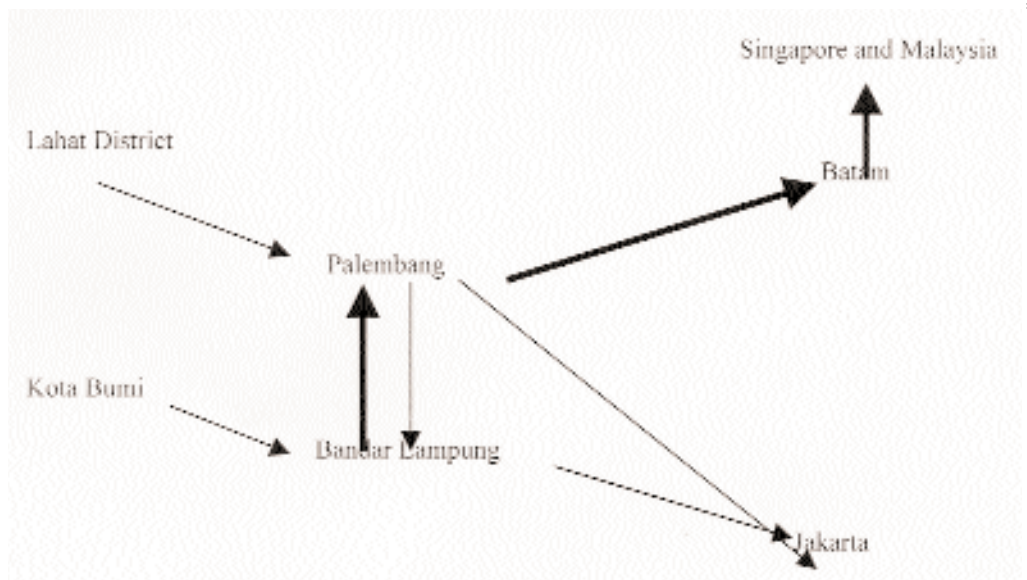 Singapore and Malaysia
Lahat District
Batam
Palembang
Kota Bumi
Bandar Lampung
Jakarta